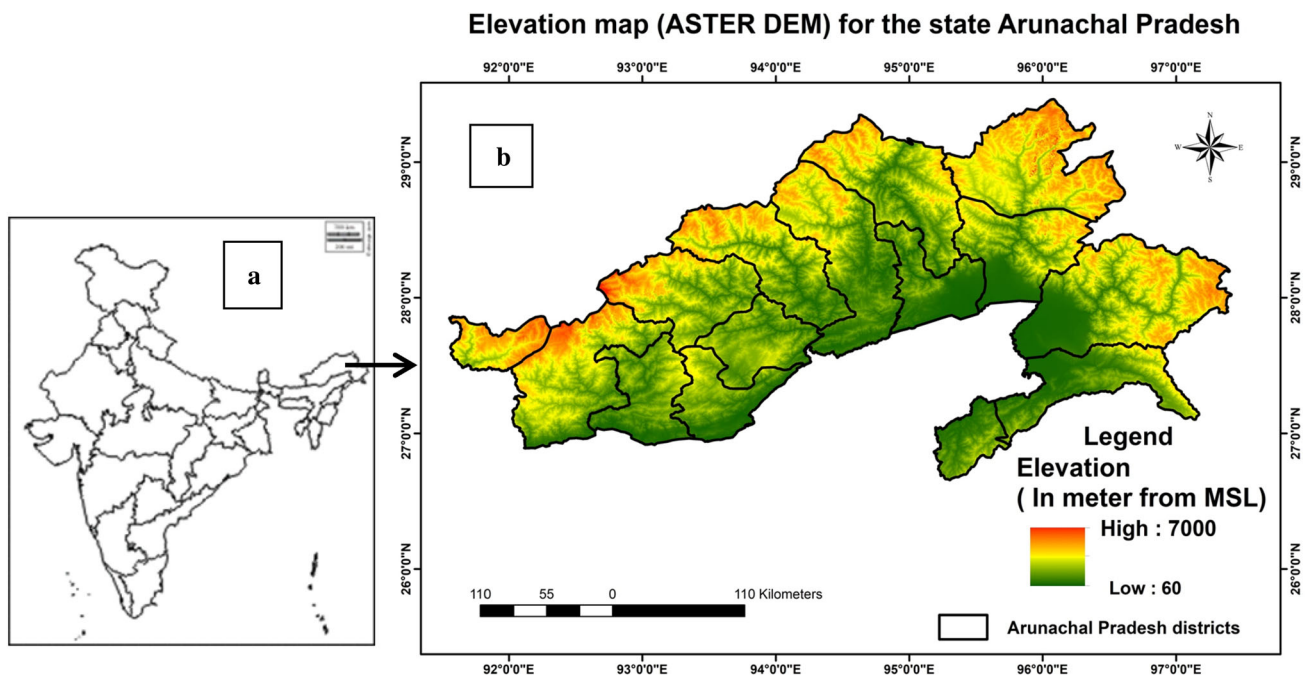 Elevation map (ASTER DEM) for the state Arunachal Pradesh
92°0'0"N 93°0'0"N 94°0'0"N 95°0'0"N 96°0'0"N 97°0'0"N
a
b
N
W E
S
29°0'0"N
28°0'0"N
27°0'0"N
26°0'0"N
29°0'0"N
28°0'0"N
27°0'0"N
26°0'0"N
Legend
Elevation
( In meter from MSL)
High : 7000
Low : 60
110 55 0 110 Kilometers
Arunachal Pradesh districts
92°0'0"N 93°0'0"N 94°0'0"N 95°0'0"N 96°0'0"N 97°0'0"N